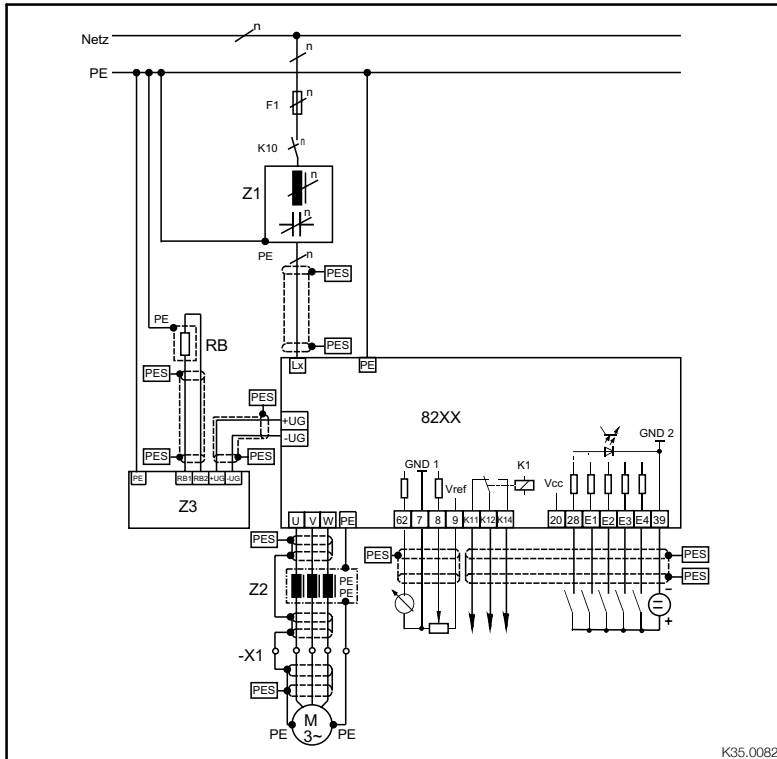 Netz
n
n
PE
F1
n
K10
n
Z1
n
n
PE
n
PES
PES
PE
RB
PES
PES
PES
PES
Lx
PE
82XX
+UG
-UG
PE
RB1
RB2
+UG
-UG
Z3
GND 1
Vref
K1
Vcc
GND 2
U
V
W
PE
62
7
8
9
K11
K12
K14
20
28
E1
E2
E3
E4
39
PES
PES
PES
PES
Z2
PE
PE
−
+
-X1
PES
M
3~
PE
PE
K35.0082